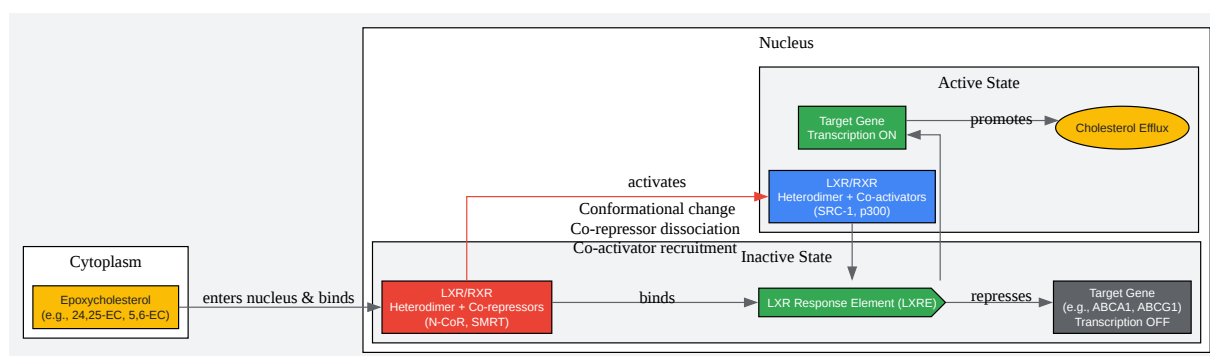 Nucleus
Active State
Target Gene
Transcription ON
promotes
Cholesterol Efflux
LXR/RXR
Heterodimer + Co-activators
(SRC-1, p300)
activates
Conformational change
Co-repressor dissociation
Co-activator recruitment
Inactive State
Cytoplasm
Epoxycholesterol
(e.g., 24,25-EC, 5,6-EC)
enters nucleus & binds
LXR/RXR
Heterodimer + Co-repressors
(N-CoR, SMRT)
binds
LXR Response Element (LXRE)
represses
Target Gene
(e.g., ABCA1, ABCG1)
Transcription OFF